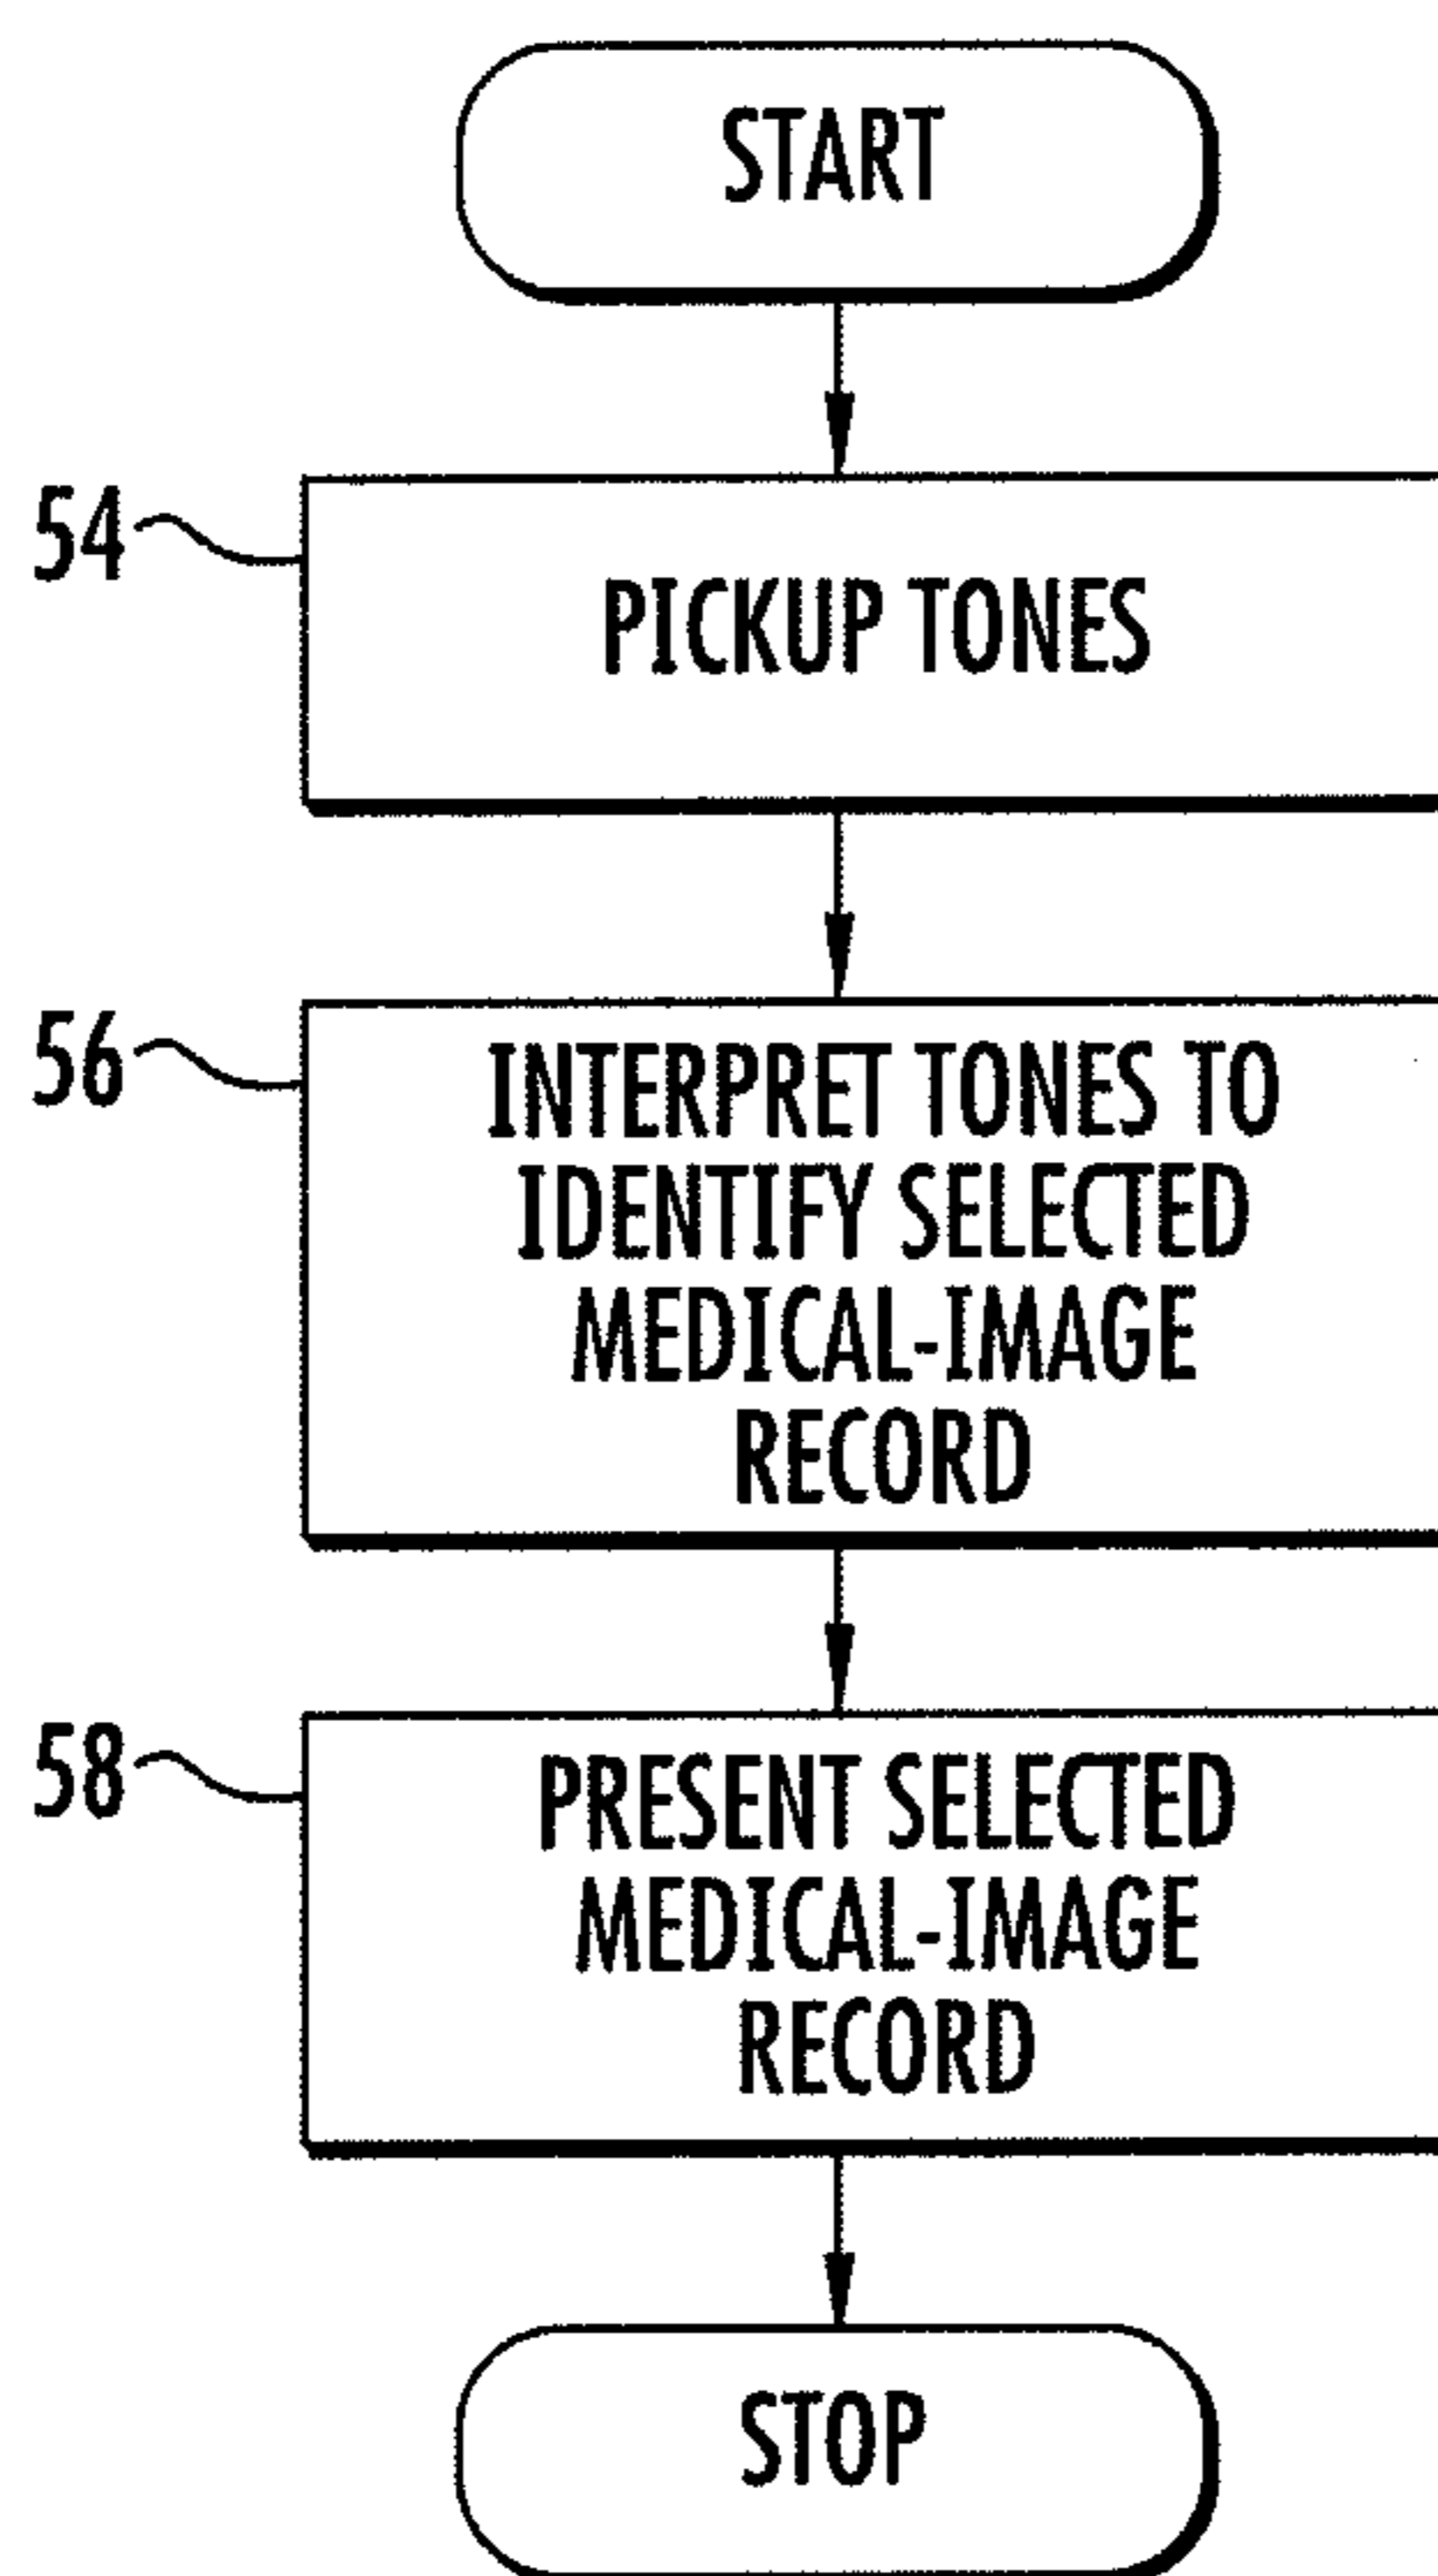 START
54
PICKUP TONES
56
INTERPRET TONES TO
IDENTIFY SELECTED
MEDICAL-IMAGE
RECORD
58
PRESENT SELECTED
MEDICAL-IMAGE
RECORD
STOP